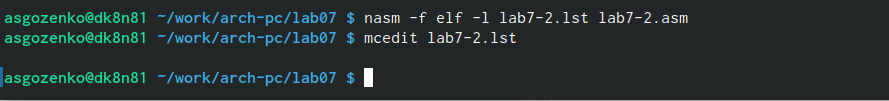 asgozenko@dk8n81 ~/work/arch-pc/lab07 $ nasm -f elf -l lab7-2.lst lab7-2.asm
asgozenko@dk8n81 ~/work/arch-pc/lab07 $ mcedit lab7-2.lst
asgozenko@dk8n81 ~/work/arch-pc/lab07 $